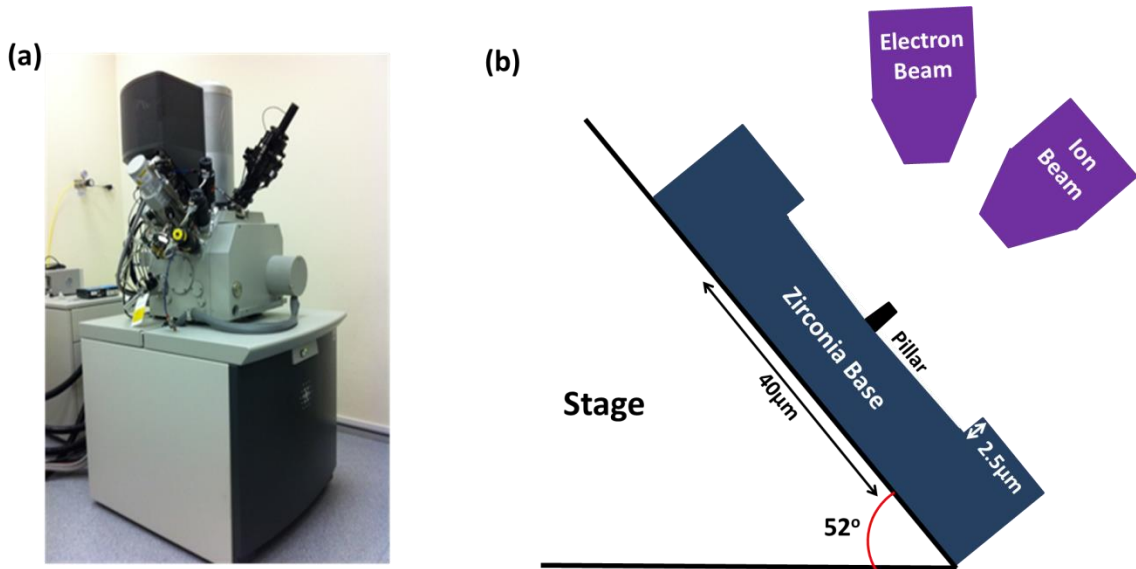 (a)
(b)
Electron
Beam
Ion
Beam
Zirconia Base
Pillar
40μm
Stage
2.5μm
52°